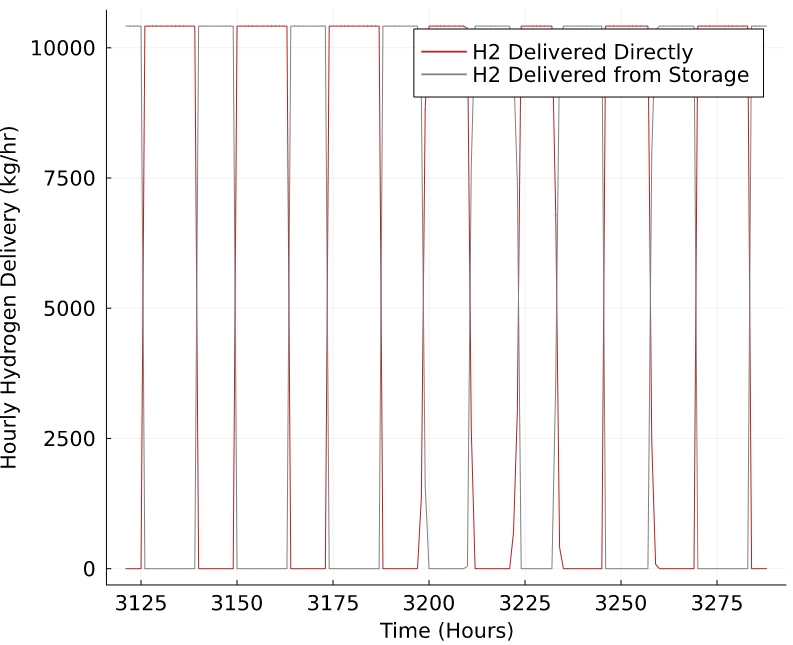 10000
7500
5000
2500
0
Hourly Hydrogen Delivery (kg/hr)
H2 Delivered Directly
H2 Delivered from Storage
3125 3150 3175 3200 3225 3250 3275
Time (Hours)